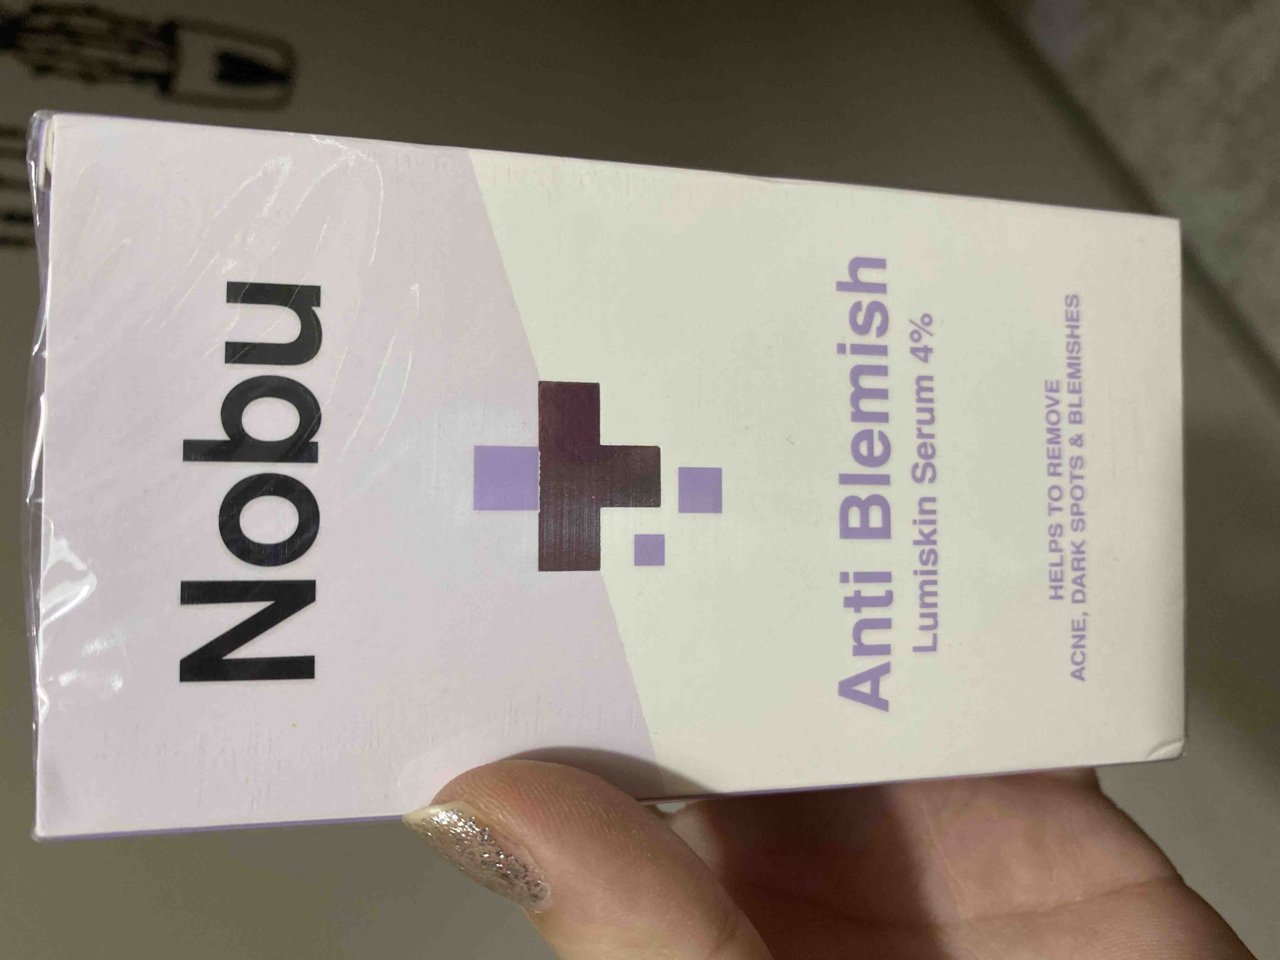 Nobu
Anti Blemish
Lumiskin Serum 4%
HELPS TO REMOVE
ACNE, DARK SPOTS & BLEMISHES